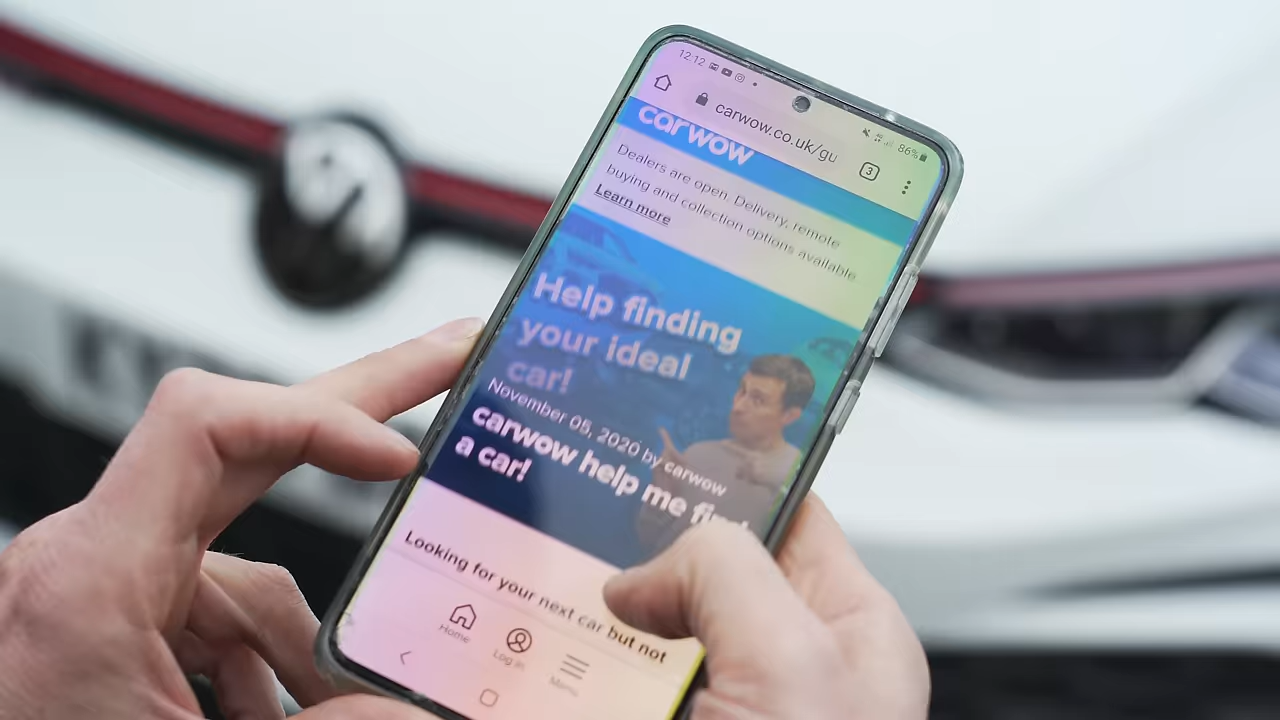 12:12
86%
carwow.co.uk/gu
3
carwow
Dealers are open. Delivery, remote
buying and collection options available
Learn more
Help finding
your ideal
car!
November 05, 2020 by carwow
carwow help me find
a car!
Looking for your next car but not
Home
Log in
Menu